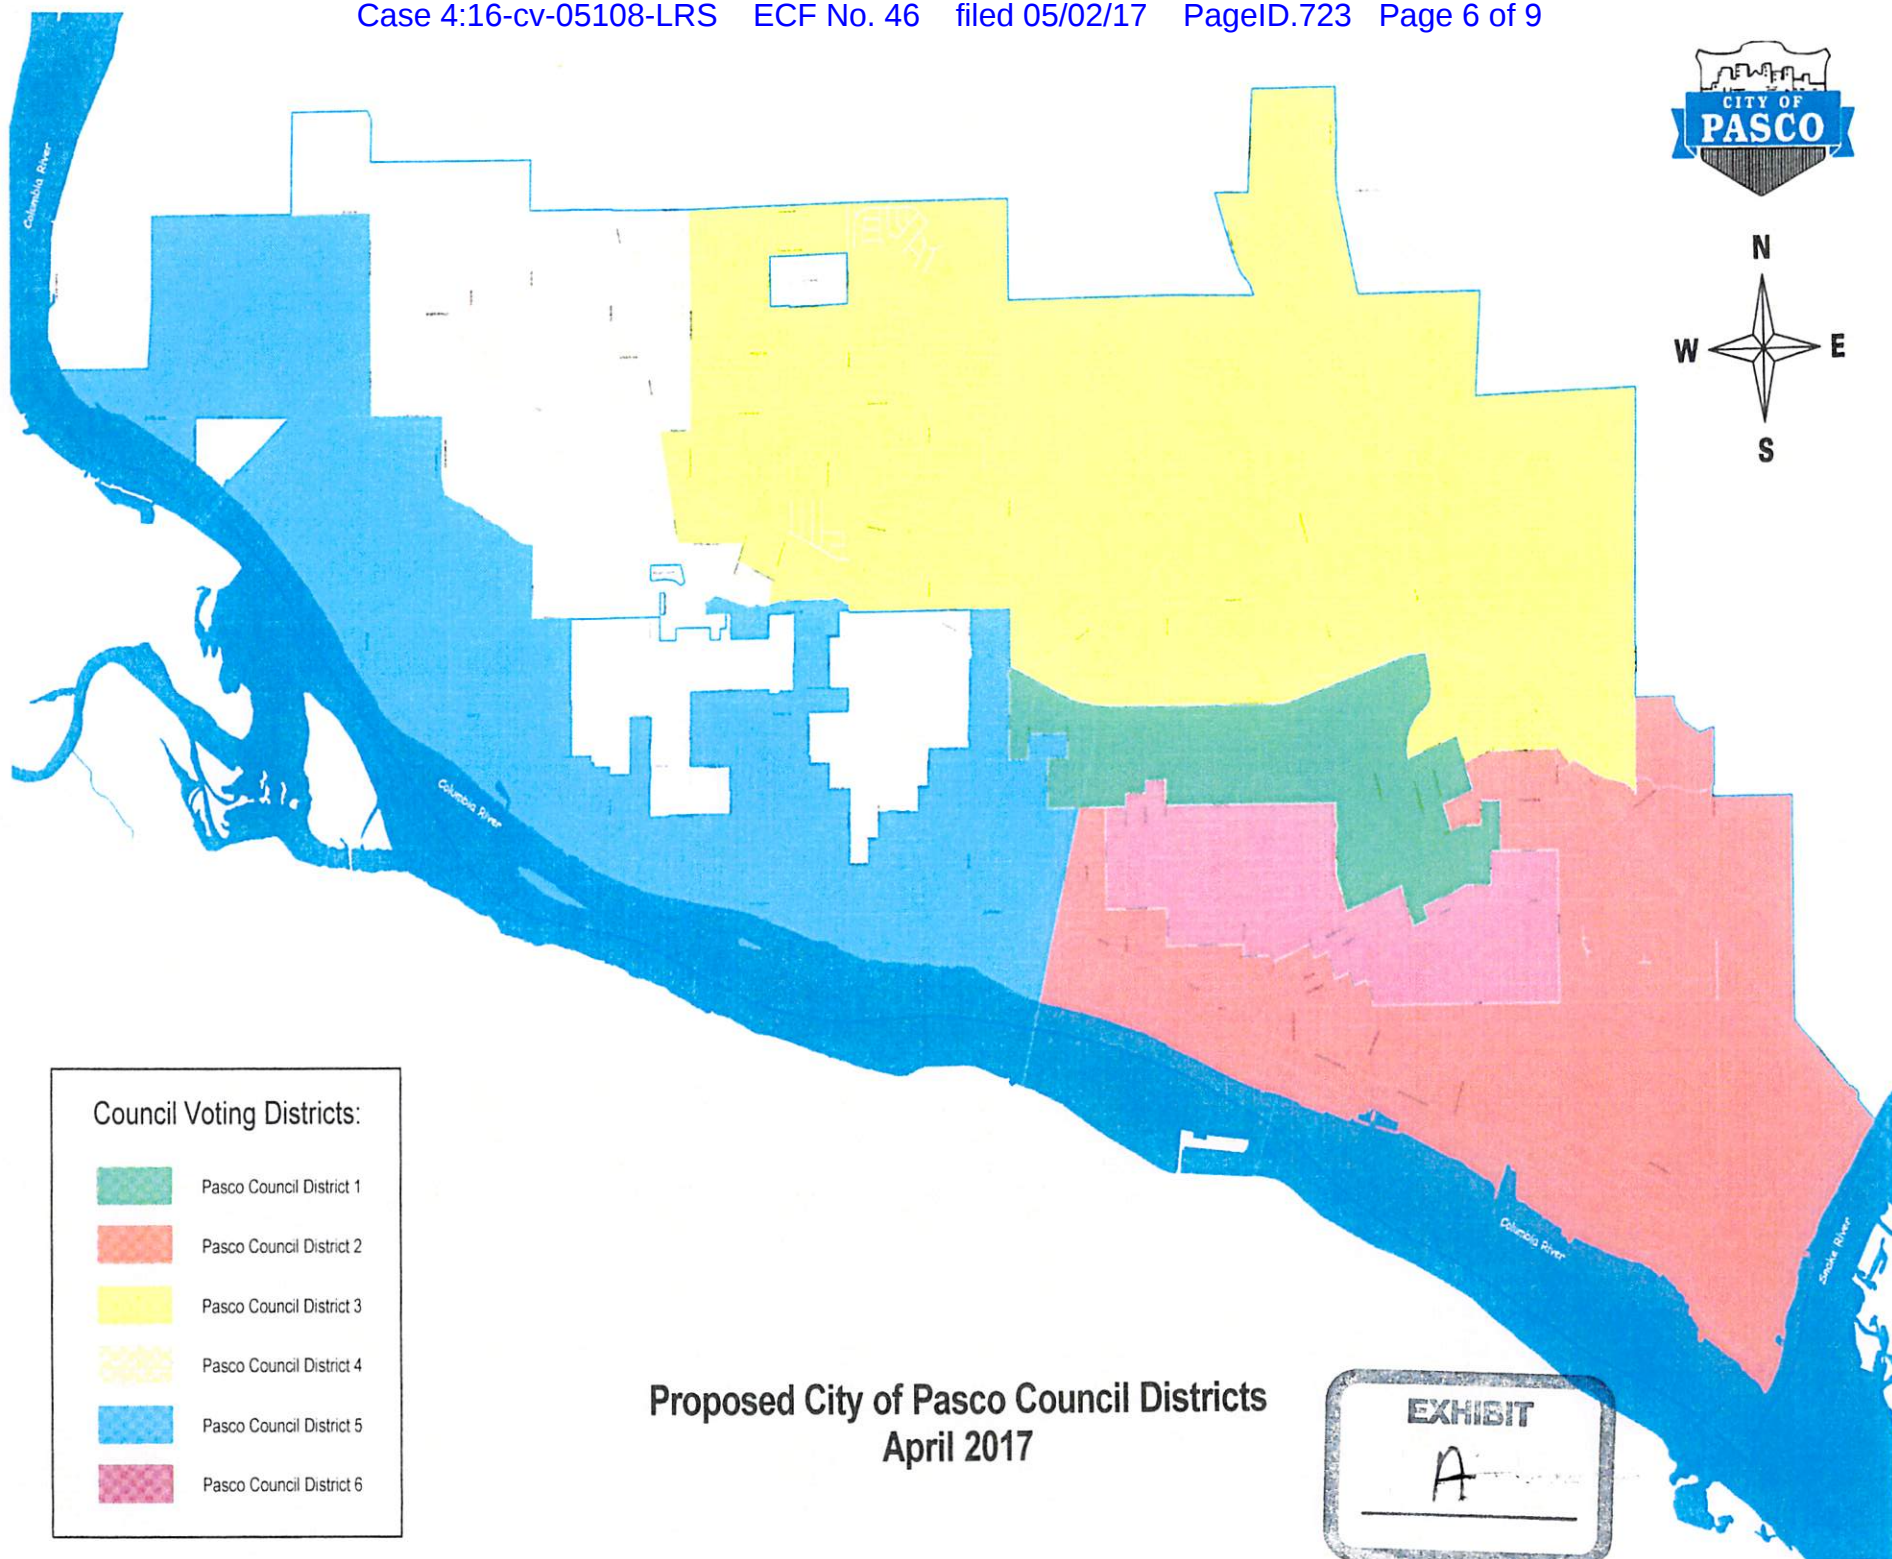 Case 4:16-cv-05108-LRS ECF No. 46 filed 05/02/17 PageID.723 Page 6 of 9
CITY OF
PASCO
N
W E
S
Columbia River
Columbia River
Columbia River
Snake River
Council Voting Districts:
Pasco Council District 1
Pasco Council District 2
Pasco Council District 3
Pasco Council District 4
Pasco Council District 5
Pasco Council District 6
Proposed City of Pasco Council Districts
April 2017
EXHIBIT
A